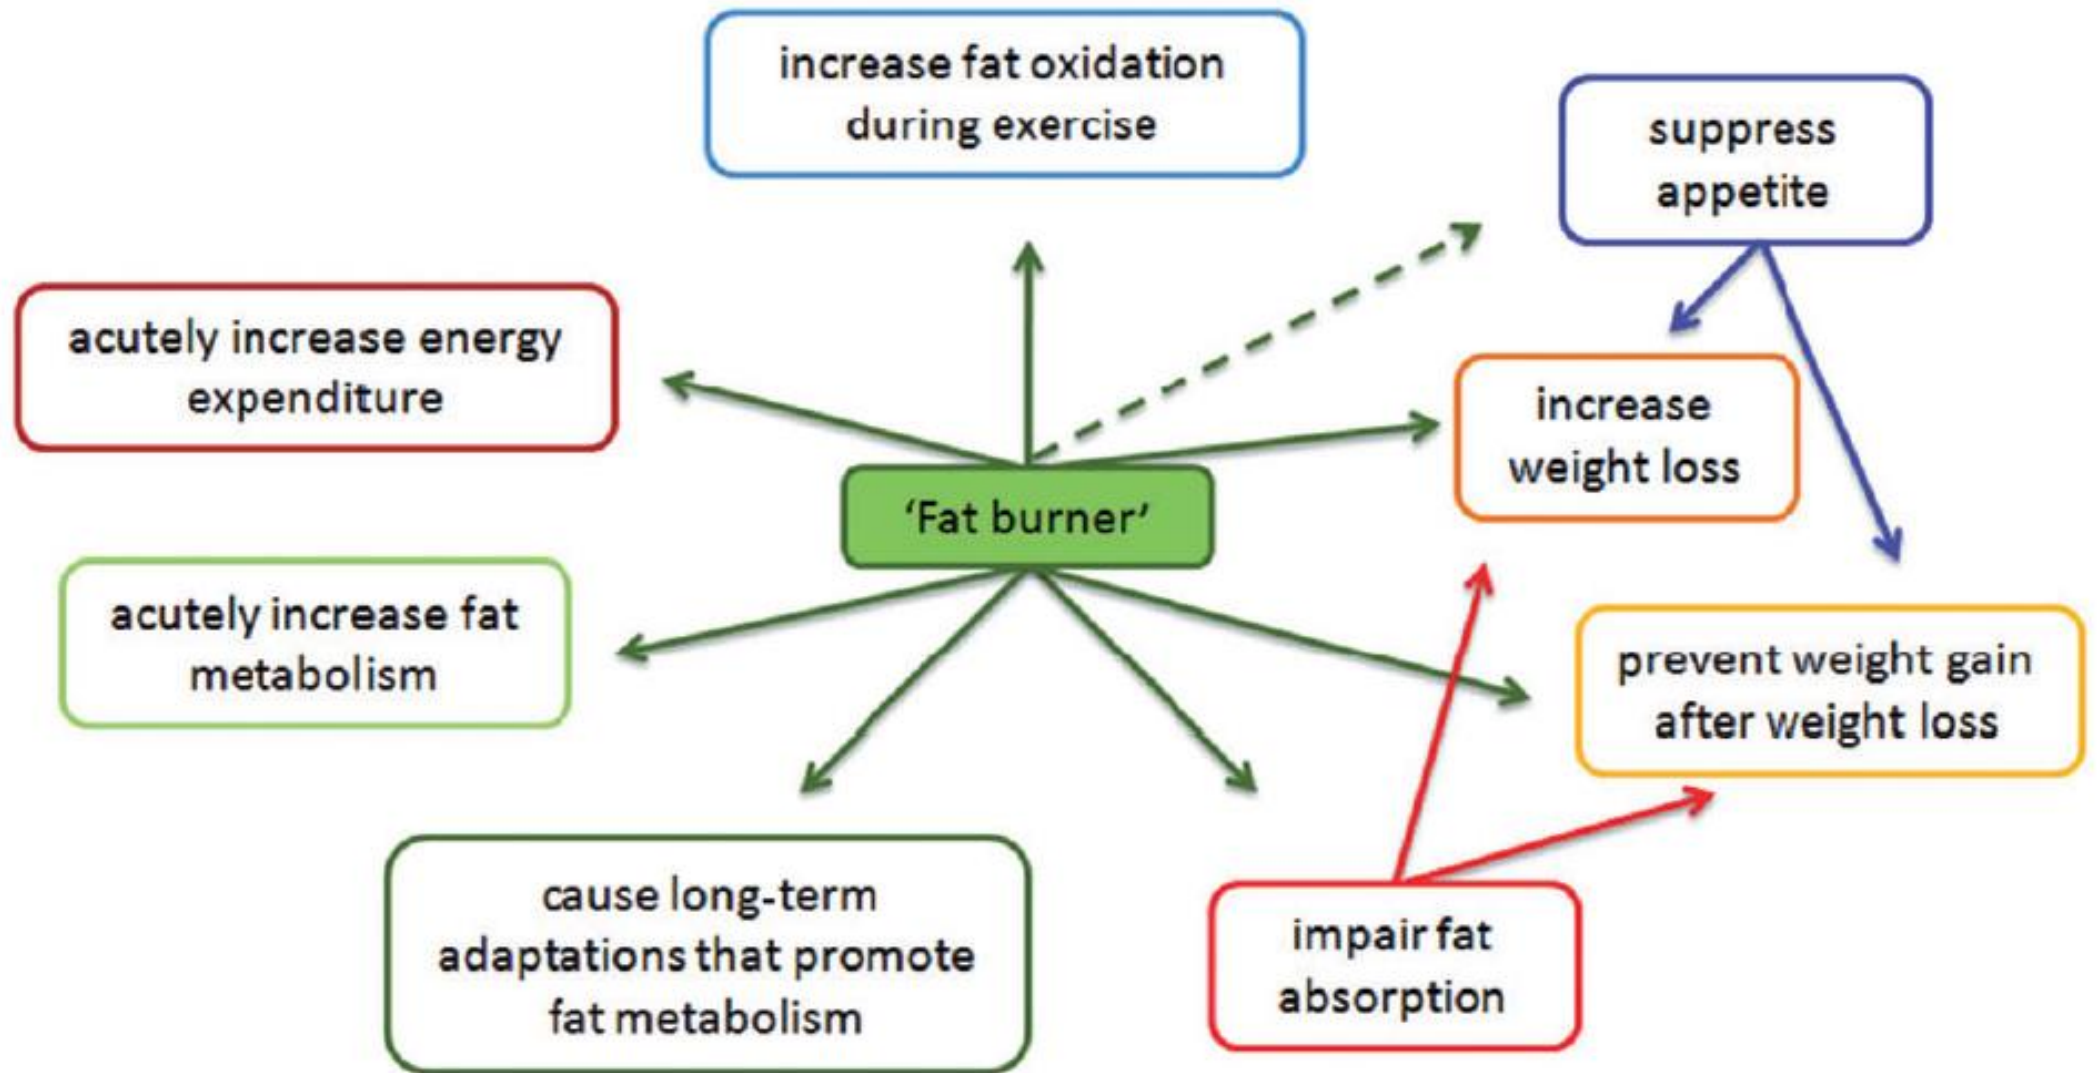 increase fat oxidation
during exercise
suppress
appetite
acutely increase energy
expenditure
increase
weight loss
‘Fat burner’
acutely increase fat
metabolism
prevent weight gain
after weight loss
cause long-term
adaptations that promote
fat metabolism
impair fat
absorption